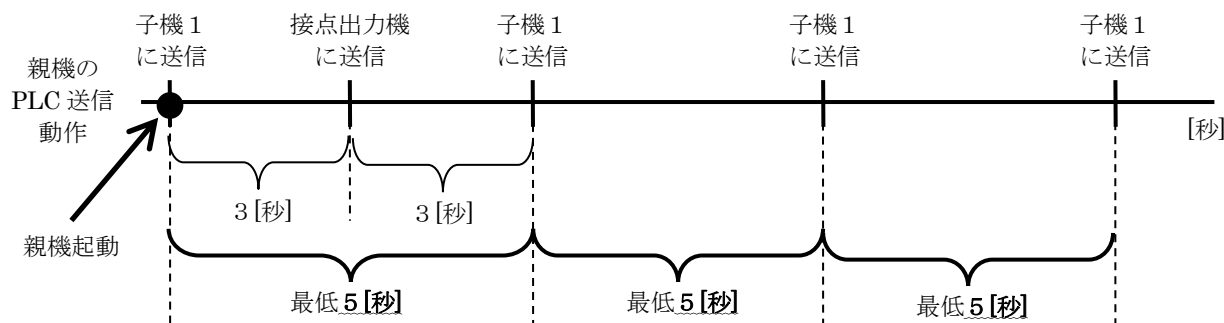 子機１
に送信
接点出力機
に送信
子機１
に送信
子機１
に送信
子機１
に送信
親機の
PLC 送信
動作
[秒]
３[秒]
３[秒]
親機起動
最低５[秒]
最低５[秒]
最低５[秒]